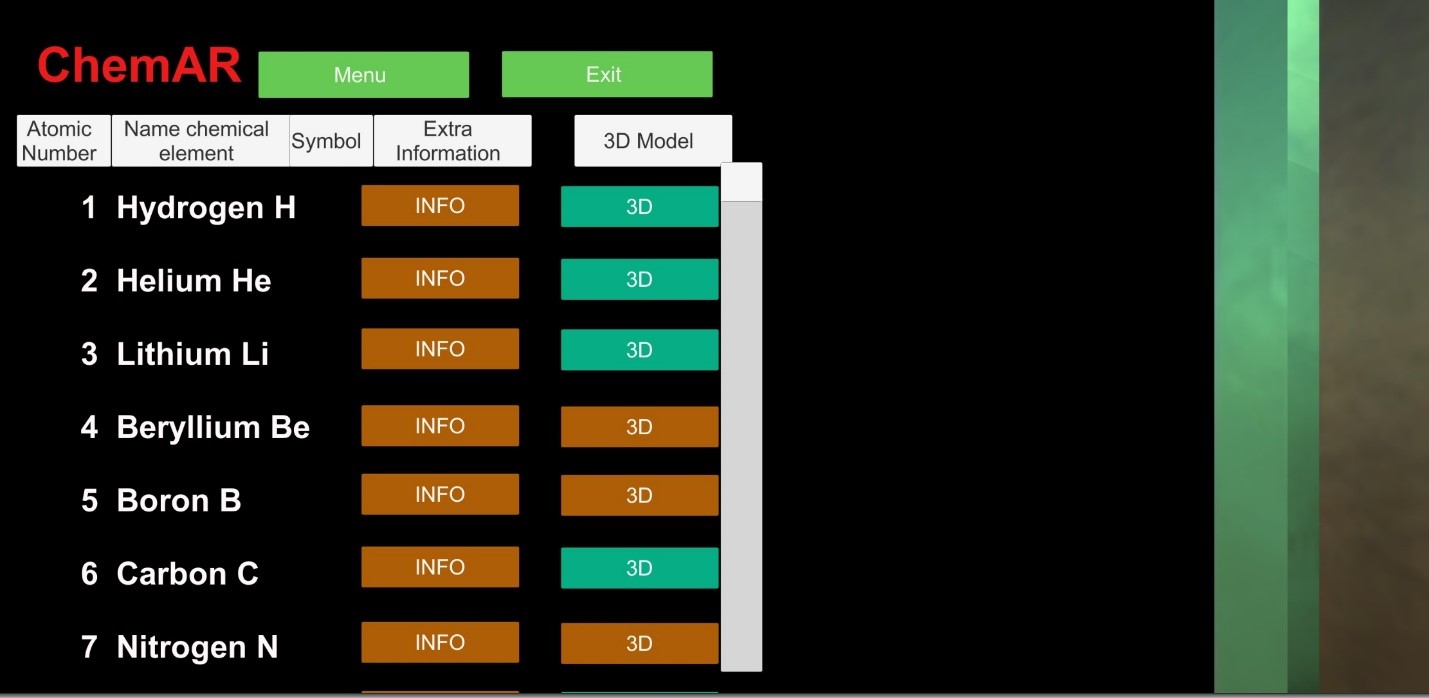 ChemAR Menu Exit
Atomic Number Name chemical element Symbol Extra Information 3D Model
1 Hydrogen H INFO 3D
2 Helium He INFO 3D
3 Lithium Li INFO 3D
4 Beryllium Be INFO 3D
5 Boron B INFO 3D
6 Carbon C INFO 3D
7 Nitrogen N INFO 3D